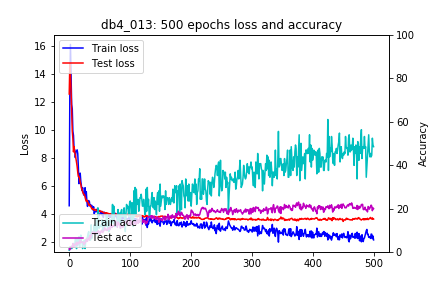 db4_013: 500 epochs loss and accuracy
Train loss
Test loss
Train acc
Test acc
Loss
Accuracy
16
14
12
10
8
6
4
2
100
80
60
40
20
0
0
100
200
300
400
500